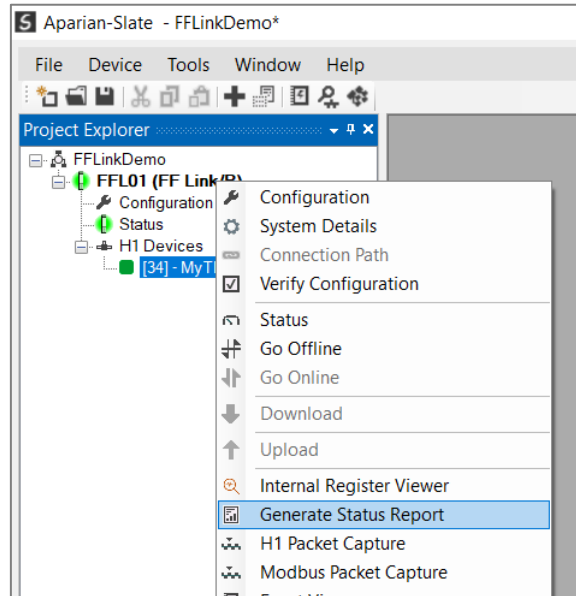 S Aparian-Slate - FFLinkDemo*
File Device Tools Window Help
Project Explorer
FFLinkDemo
FFL01 (FF Link/B)
Configuration
Status
H1 Devices
[34] - MyT
Configuration
System Details
Connection Path
Verify Configuration
Status
Go Offline
Go Online
Download
Upload
Internal Register Viewer
Generate Status Report
H1 Packet Capture
Modbus Packet Capture